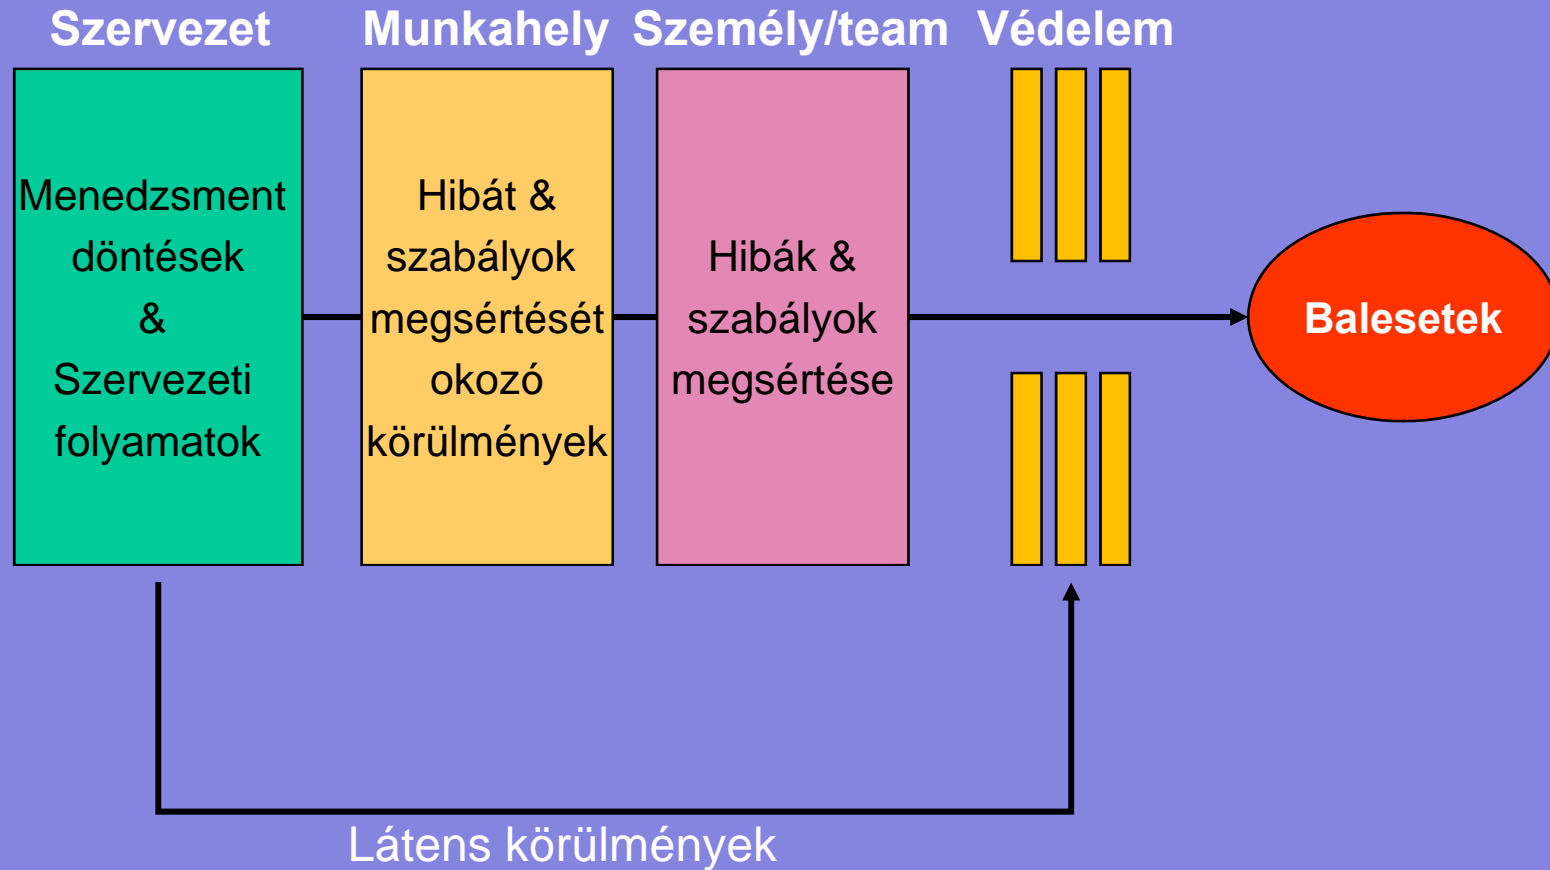 Szervezet
Munkahely
Személy/team
Védelem
Menedzsment
döntések
&
Szervezeti
folyamatok
Hibát &
szabályok
megsértését
okozó
körülmények
Hibák &
szabályok
megsértése
Balesetek
Látens körülmények